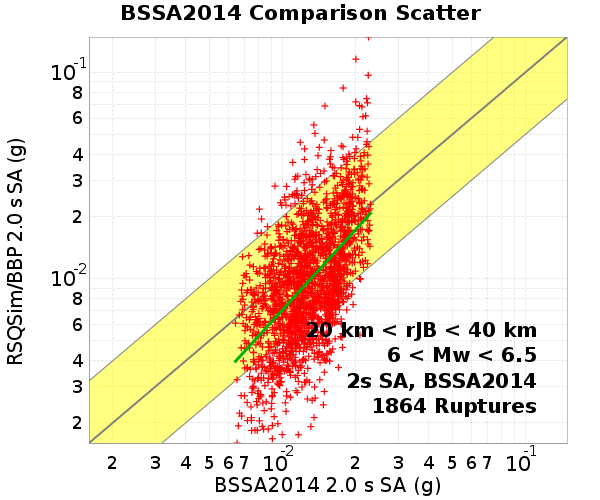 BSSA2014 Comparison Scatter
RSQSim/BBP 2.0 s SA (g)
10-1
8
6
4
3
2
10-2
8
6
4
3
2
20 km < rJB < 40 km
6 < Mw < 6.5
2s SA, BSSA2014
1864 Ruptures
2 3 4 5 6 7 10-2 2 3 4 5 6 7 10-1
BSSA2014 2.0 s SA (g)